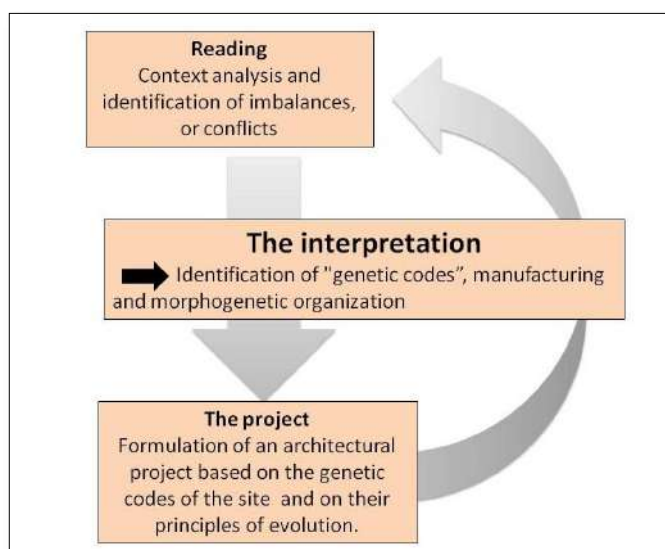 Reading
Context analysis and
identification of imbalances,
or conflicts
The interpretation
Identification of "genetic codes”, manufacturing
and morphogenetic organization
The project
Formulation of an architectural
project based on the genetic
codes of the site and on their
principles of evolution.